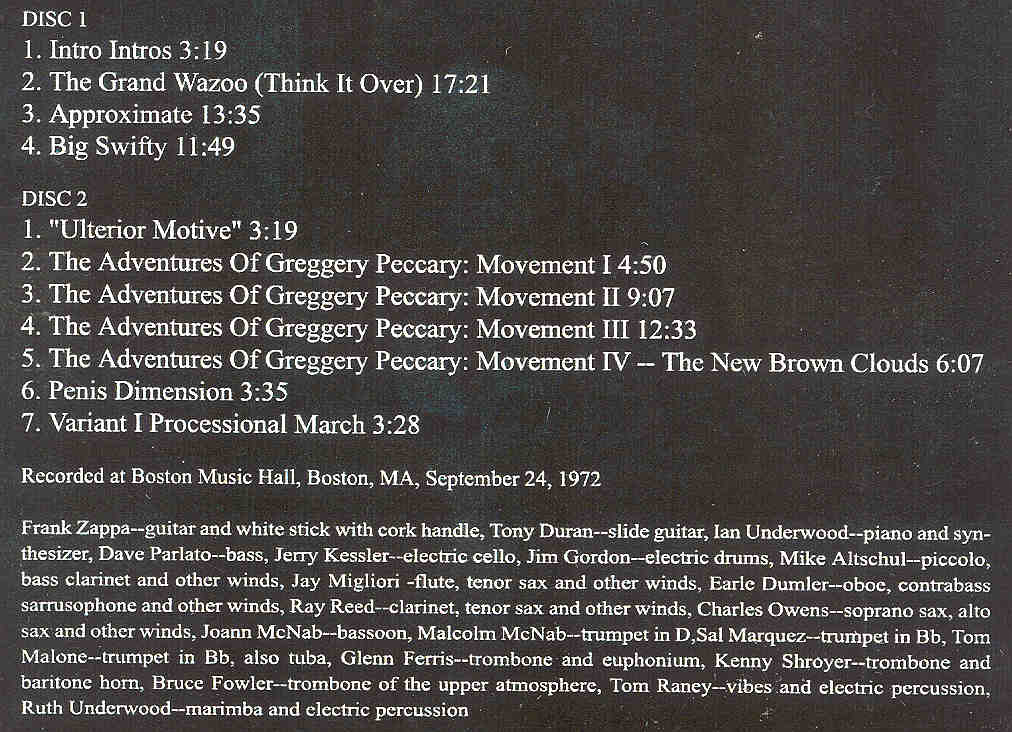 DISC 1
1. Intro Intros 3:19
2. The Grand Wazoo (Think It Over) 17:21
3. Approximate 13:35
4. Big Swifty 11:49
DISC 2
1. "Ulterior Motive" 3:19
2. The Adventures Of Greggery Peccary: Movement I 4:50
3. The Adventures Of Greggery Peccary: Movement II 9:07
4. The Adventures Of Greggery Peccary: Movement III 12:33
5. The Adventures Of Greggery Peccary: Movement IV -- The New Brown Clouds 6:07
6. Penis Dimension 3:35
7. Variant I Processional March 3:28
Recorded at Boston Music Hall, Boston, MA, September 24, 1972
Frank Zappa--guitar and white stick with cork handle, Tony Duran--slide guitar, Ian Underwood--piano and syn-
thesizer, Dave Parlato--bass, Jerry Kessler--electric cello, Jim Gordon--electric drums, Mike Altschul--piccolo,
bass clarinet and other winds, Jay Migliori -flute, tenor sax and other winds, Earle Dumler--oboe, contrabass
sarrusophone and other winds, Ray Reed--clarinet, tenor sax and other winds, Charles Owens--soprano sax, alto
sax and other winds, Joann McNab--bassoon, Malcolm McNab--trumpet in D,Sal Marquez--trumpet in Bb, Tom
Malone--trumpet in Bb, also tuba, Glenn Ferris--trombone and euphonium, Kenny Shroyer--trombone and
baritone horn, Bruce Fowler--trombone of the upper atmosphere, Tom Raney--vibes and electric percussion,
Ruth Underwood--marimba and electric percussion